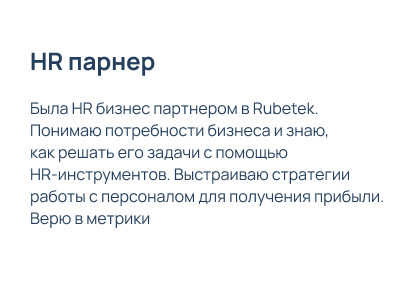 HR парнер
Была HR бизнес партнером в Rubetek.
Понимаю потребности бизнеса и знаю,
как решать его задачи с помощью
HR-инструментов. Выстраиваю стратегии
работы с персоналом для получения прибыли.
Верю в метрики